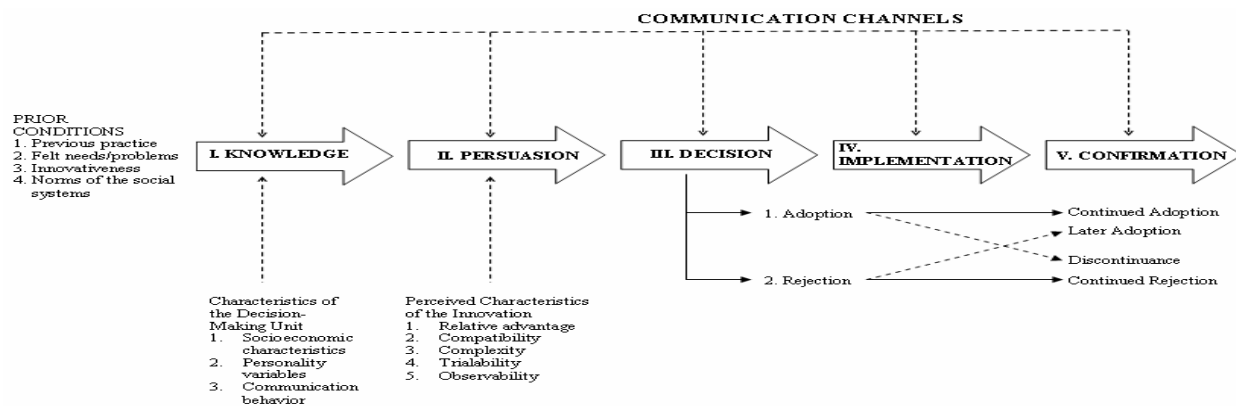 COMMUNICATION CHANNELS
PRIOR
CONDITIONS
1. Previous practice
2. Felt needs/problems
3. Innovativeness
4. Norms of the social
systems
I. KNOWLEDGE
II. PERSUASION
III. DECISION
IV.
IMPLEMENTATION
V. CONFIRMATION
1. Adoption
2. Rejection
Continued Adoption
Later Adoption
Discontinuance
Continued Rejection
Characteristics of
the Decision-
Making Unit
1. Socioeconomic
characteristics
2. Personality
variables
3. Communication
behavior
Perceived Characteristics
of the Innovation
1. Relative advantage
2. Compatibility
3. Complexity
4. Trialability
5. Observability